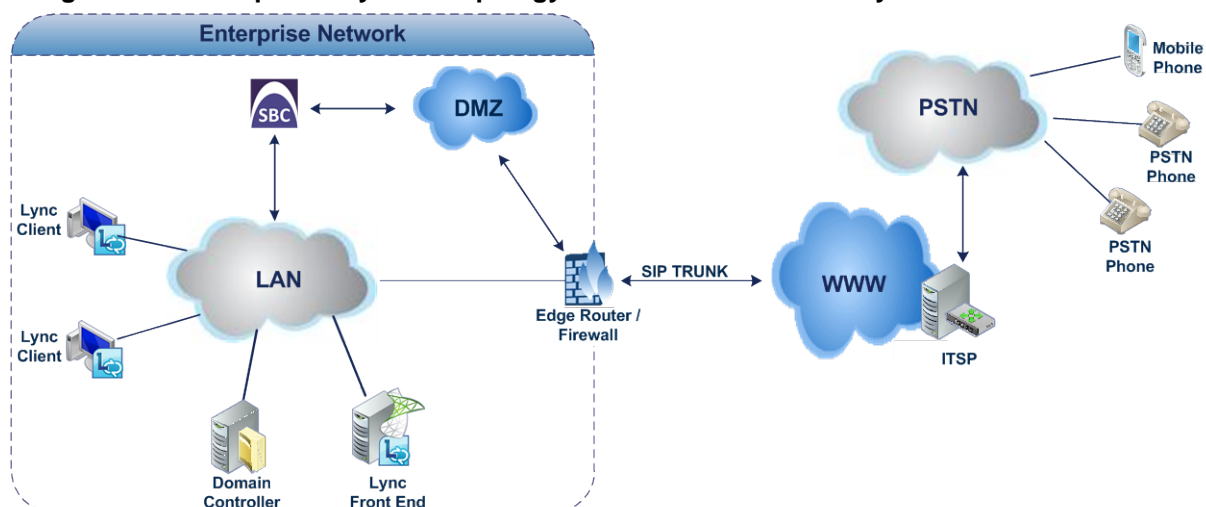 Enterprise Network
SBC
DMZ
PSTN
Mobile
Phone
PSTN
Phone
PSTN
Phone
Lync
Client
LAN
SIP TRUNK
WWW
Edge Router /
Firewall
ITSP
Lync
Client
Domain
Controller
Lync
Front End